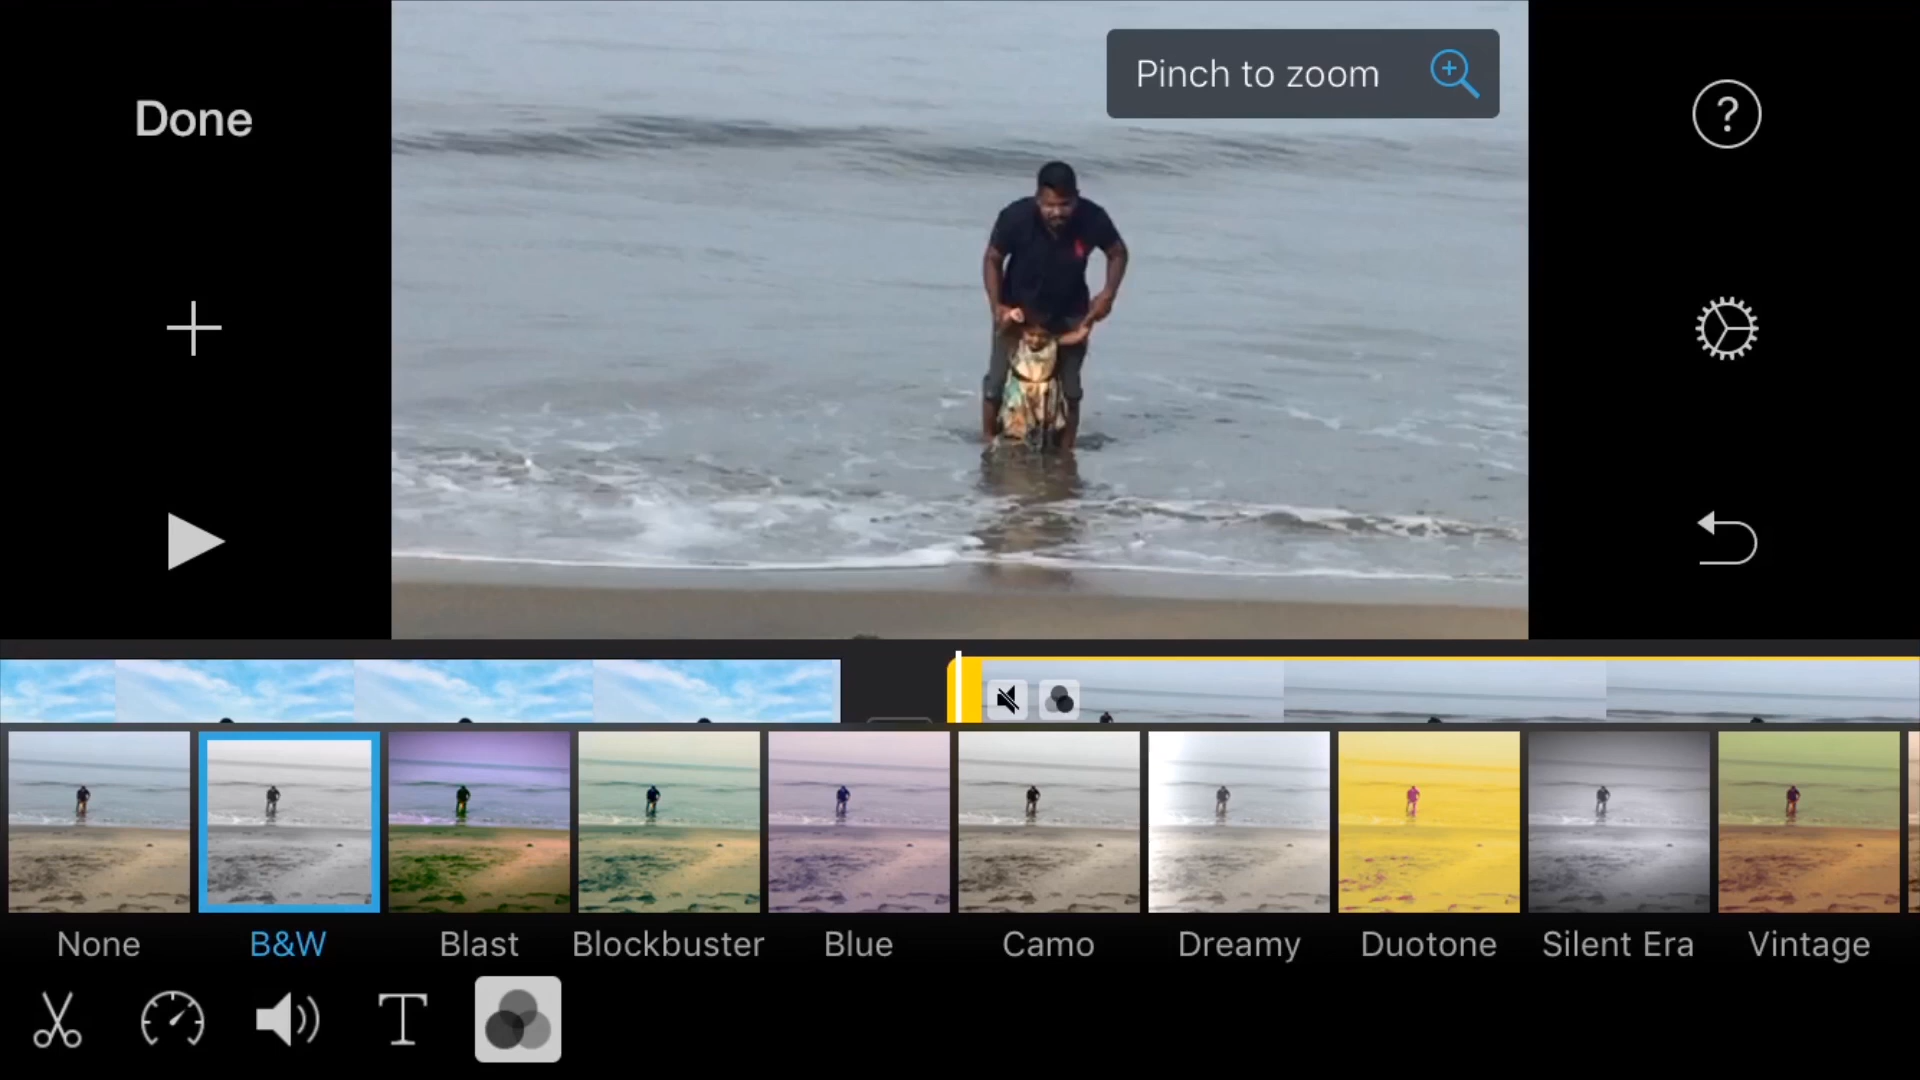 Pinch to zoom
Done
?
None
B&W
Blast
Blockbuster
Blue
Camo
Dreamy
Duotone
Silent Era
Vintage
T